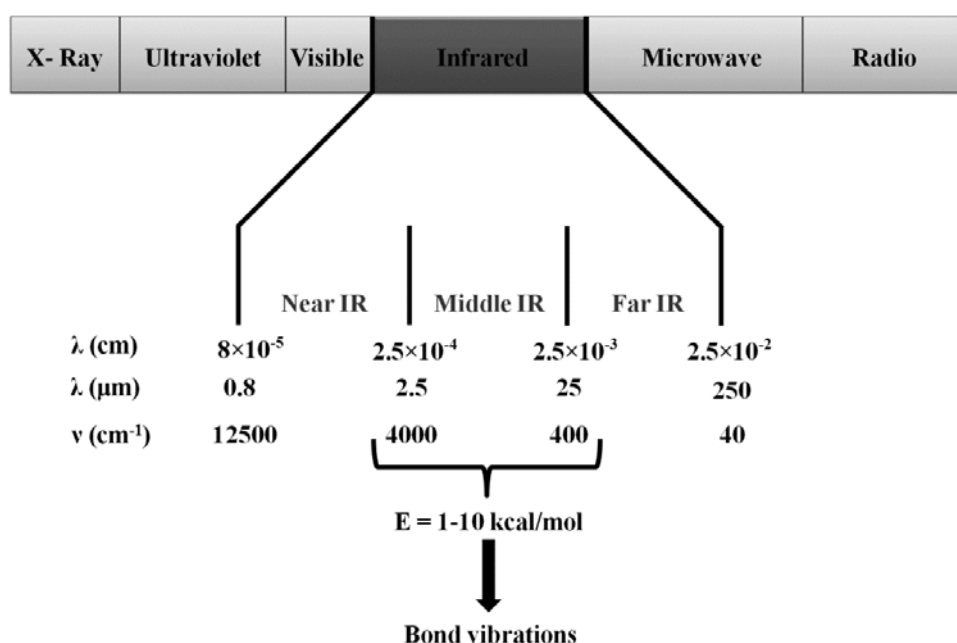 X- Ray Ultraviolet Visible Infrared Microwave Radio
Near IR Middle IR Far IR
λ (cm) 8×10⁻⁵ 2.5×10⁻⁴ 2.5×10⁻³ 2.5×10⁻²
λ (μm) 0.8 2.5 25 250
ν (cm⁻¹) 12500 4000 400 40
E = 1-10 kcal/mol
Bond vibrations